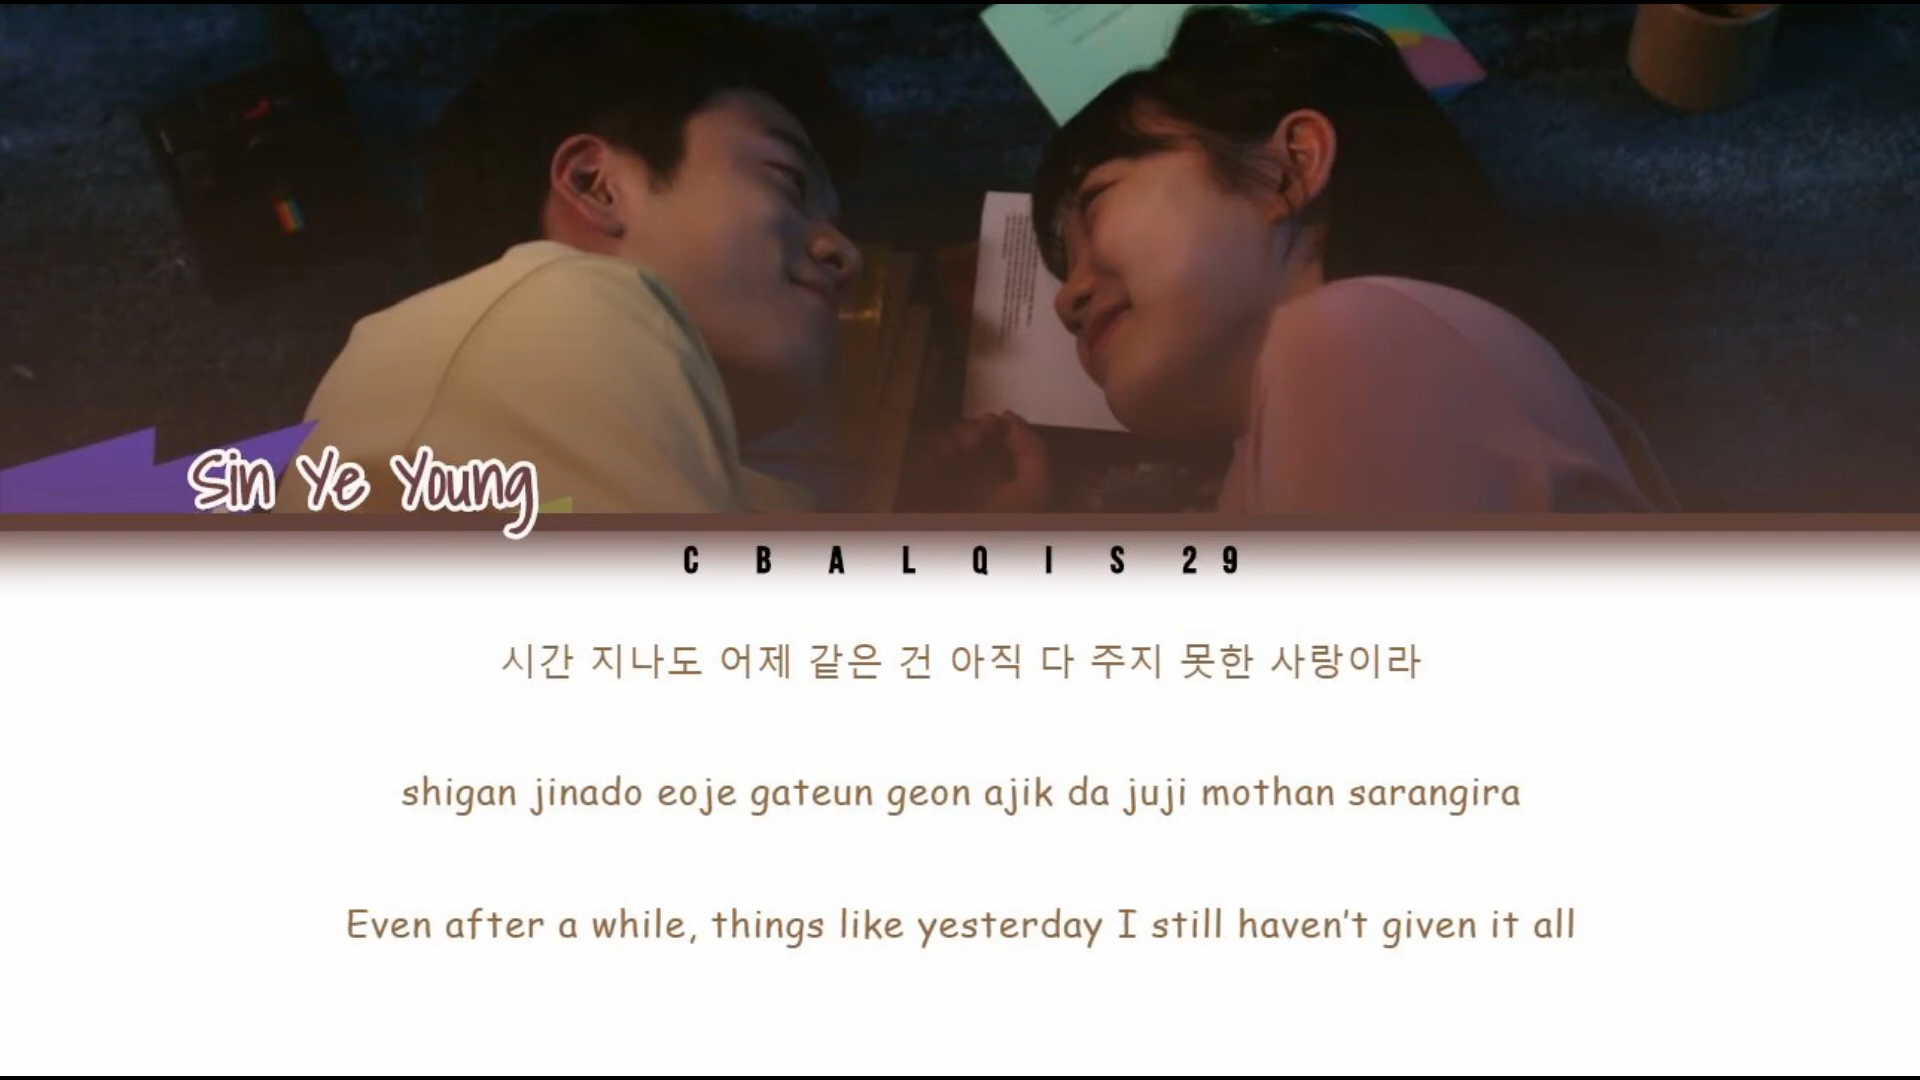 Sin Ye Young
CBALQIS29
시간 지나도 어제 같은 건 아직 다 주지 못한 사랑이라
shigan jinado eoje gateun geon ajik da juji mothan sarangira
Even after a while, things like yesterday I still haven't given it all